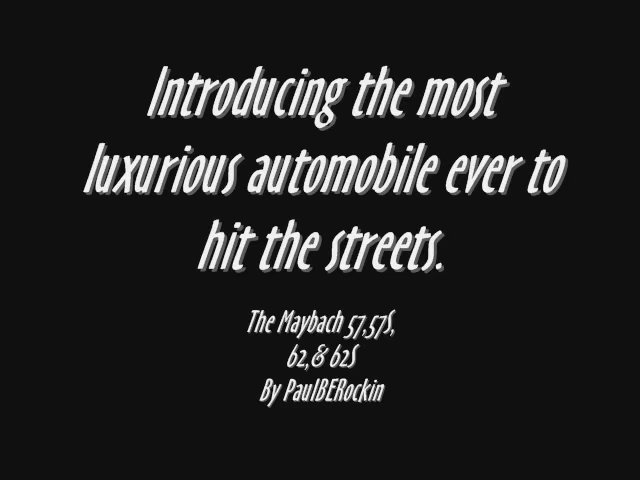 Introducing the most
luxurious automobile ever to
hit the streets.
The Maybach 57,57S,
62,& 62S
By PaulBERockin